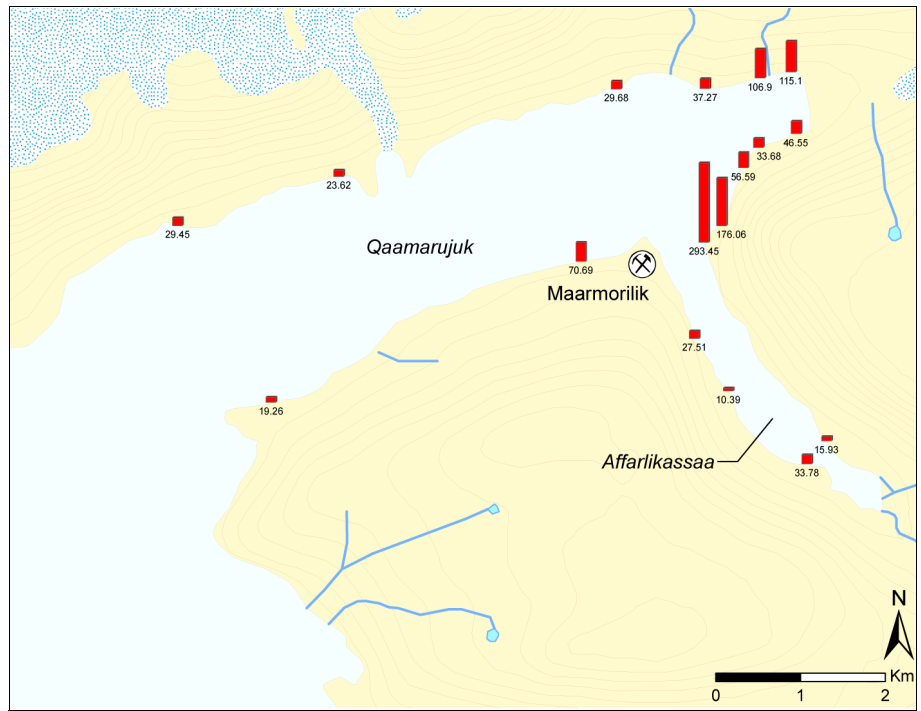 115.1
106.9
29.68
37.27
46.55
33.68
56.59
23.62
29.45
176.06
293.45
Qaamarujuk
70.69
Maarmorilik
27.51
10.39
19.26
15.93
Affarlikassaa
33.78
N
Km
0 1 2